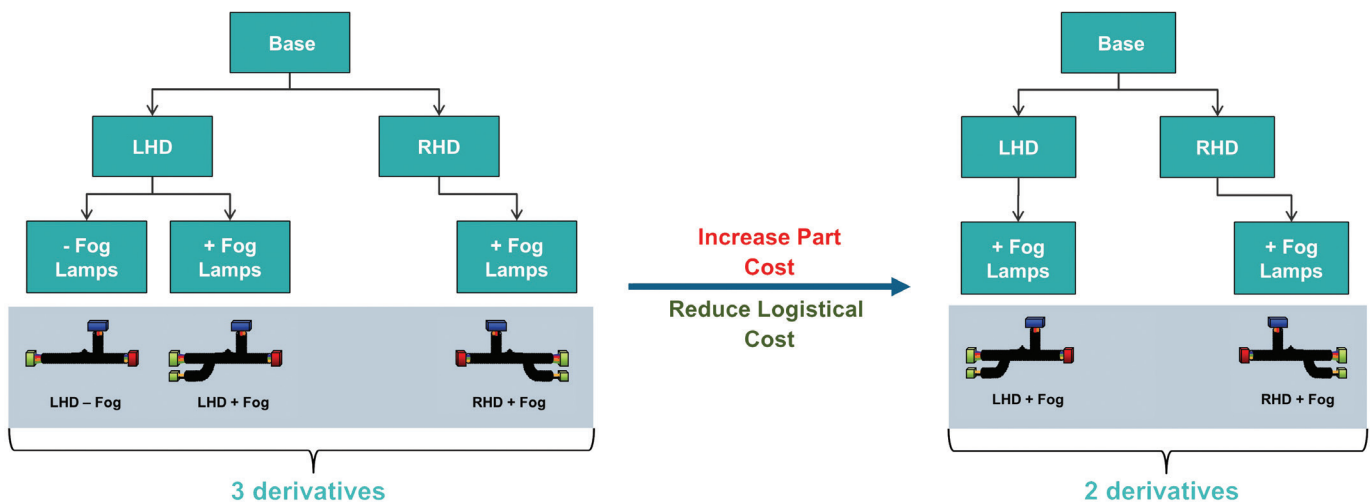 Base
LHD
RHD
- Fog
Lamps
+ Fog
Lamps
+ Fog
Lamps
LHD – Fog
LHD + Fog
RHD + Fog
3 derivatives
Increase Part
Cost
Reduce Logistical
Cost
Base
LHD
RHD
+ Fog
Lamps
+ Fog
Lamps
LHD + Fog
RHD + Fog
2 derivatives